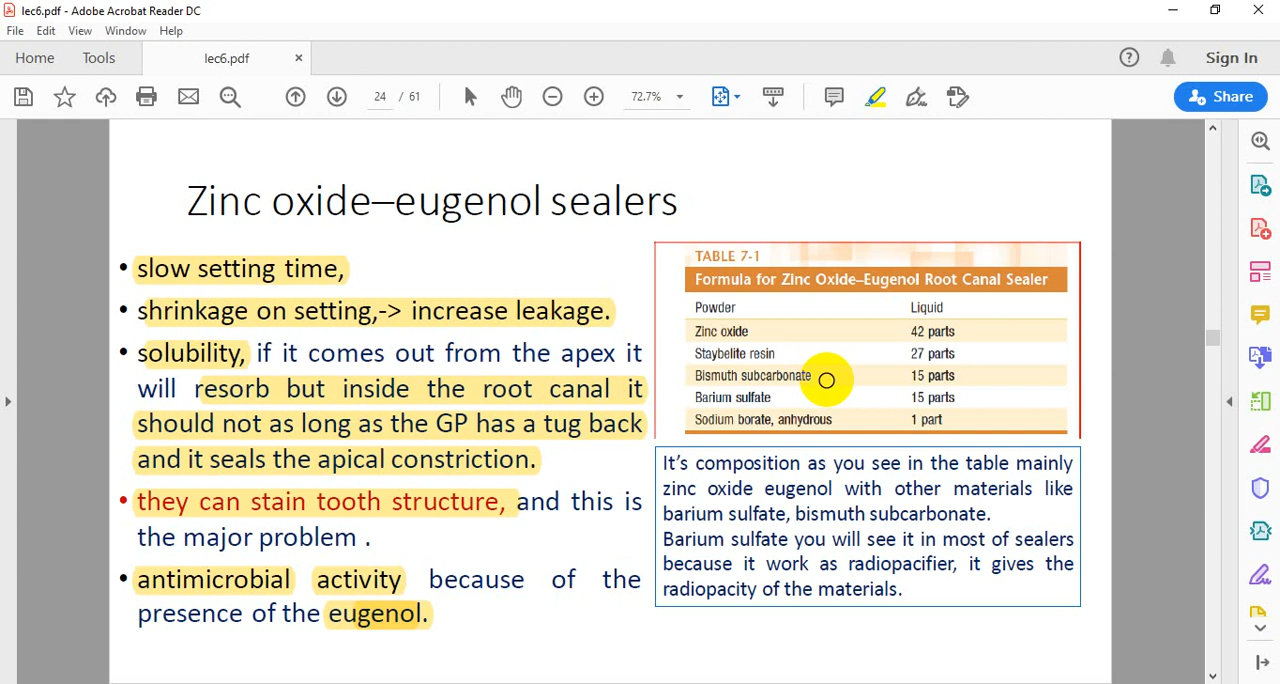 lec6.pdf - Adobe Acrobat Reader DC
File Edit View Window Help
Home Tools lec6.pdf × Sign In
24 / 61 72.7% Share
Zinc oxide–eugenol sealers
• slow setting time,
• shrinkage on setting,-> increase leakage.
• solubility, if it comes out from the apex it
will resorb but inside the root canal it
should not as long as the GP has a tug back
and it seals the apical constriction.
• they can stain tooth structure, and this is
the major problem .
• antimicrobial activity because of the
presence of the eugenol.
TABLE 7-1
Formula for Zinc Oxide–Eugenol Root Canal Sealer
Powder Liquid
Zinc oxide 42 parts
Staybelite resin 27 parts
Bismuth subcarbonate 15 parts
Barium sulfate 15 parts
Sodium borate, anhydrous 1 part
It's composition as you see in the table mainly
zinc oxide eugenol with other materials like
barium sulfate, bismuth subcarbonate.
Barium sulfate you will see it in most of sealers
because it work as radiopacifier, it gives the
radiopacity of the materials.